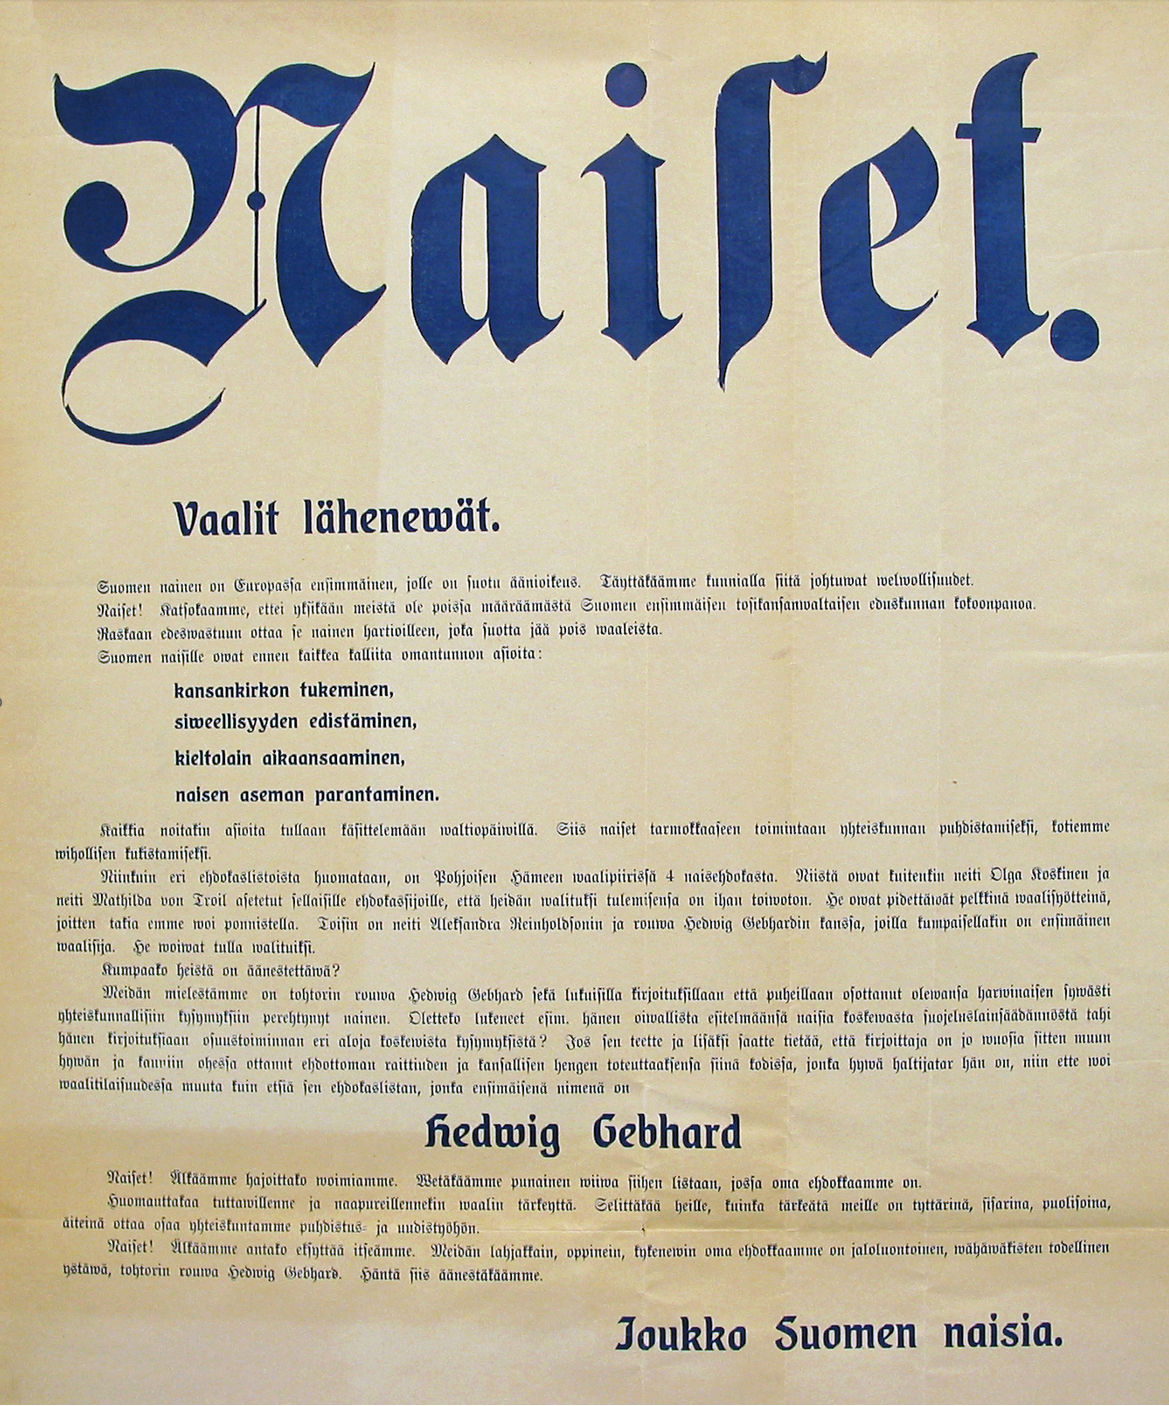 Naiset.
Vaalit lähenewät.
Suomen nainen on Europassa ensimmäinen, jolle on suotu äänioikeus. Täyttäkäämme kunnialla siitä johtuwat welwollisuudet.
Naiset! Katsokaamme, ettei yksikään meistä ole poissa määräämästä Suomen ensimmäisen tosikansanwaltaisen eduskunnan kokoonpanoa.
Raskaan edeswastuun ottaa se nainen hartioilleen, joka suotta jää pois waaleista.
Suomen naisille owat ennen kaikkea kalliita omantunnon asioita:
kansankirkon tukeminen,
siweellisyyden edistäminen,
kieltolain aikaansaaminen,
naisen aseman parantaminen.
Kaikkia noitakin asioita tullaan käsittelemään waltiopäiwillä. Siis naiset tarmokkaaseen toimintaan yhteiskunnan puhdistamiseksi, kotiemme
wihollisen kukistamiseksi.
Niinkuin eri ehdokaslistoista huomataan, on Pohjoisen Hämeen waalipiirissä 4 naisehdokasta. Niistä owat kuitenkin neiti Olga Koskinen ja
neiti Mathilda von Troil asetetut sellaisille ehdokassijoille, että heidän walituksi tulemisensa on ihan toiwoton. He owat pidettäwät pelkkinä waalisyötteinä,
joitten takia emme woi ponnistella. Toisin on neiti Aleksandra Reinholdsonin ja rouwa Hedwig Gebhardin kanssa, joilla kumpaisellakin on ensimäinen
waalisija. He woiwat tulla walituiksi.
Kumpaako heistä on äänestettäwä?
Meidän mielestämme on tohtorin rouwa Hedwig Gebhard sekä lukuisilla kirjoituksillaan että puheillaan osottanut olewansa harwinaisen sywästi
yhteiskunnallisiin kysymyksiin perehtynyt nainen. Oletteko lukeneet esim. hänen oiwallista esitelmäänsä naisia koskewasta suojeluslainsäädännöstä tahi
hänen kirjoituksiaan osuustoiminnan eri aloja koskewista kysymyksistä? Jos sen teette ja lisäksi saatte tietää, että kirjoittaja on jo wuosia sitten muun
hywän ja kauniin ohessa ottanut ehdottoman raittiuden ja kansallisen hengen toteuttaaksensa siinä kodissa, jonka hywä haltijatar hän on, niin ette woi
waalitilaisuudessa muuta kuin etsiä sen ehdokaslistan, jonka ensimäisenä nimenä on
Hedwig Gebhard
Naiset! Älkäämme hajoittako woimiamme. Wetäkäämme punainen wiiwa siihen listaan, jossa oma ehdokkaamme on.
Huomauttakaa tuttawillenne ja naapureillennekin waalin tärkeyttä. Selittäkää heille, kuinka tärkeätä meille on tyttärinä, sisarina, puolisoina,
äiteinä ottaa osaa yhteiskuntamme puhdistus- ja uudistyöhön.
Naiset! Älkäämme antako eksyttää itseämme. Meidän lahjakkain, oppinein, kykenewin oma ehdokkaamme on jaloluontoinen, wähäwäkisten todellinen
ystäwä, tohtorin rouwa Hedwig Gebhard. Häntä siis äänestäkäämme.
Joukko Suomen naisia.